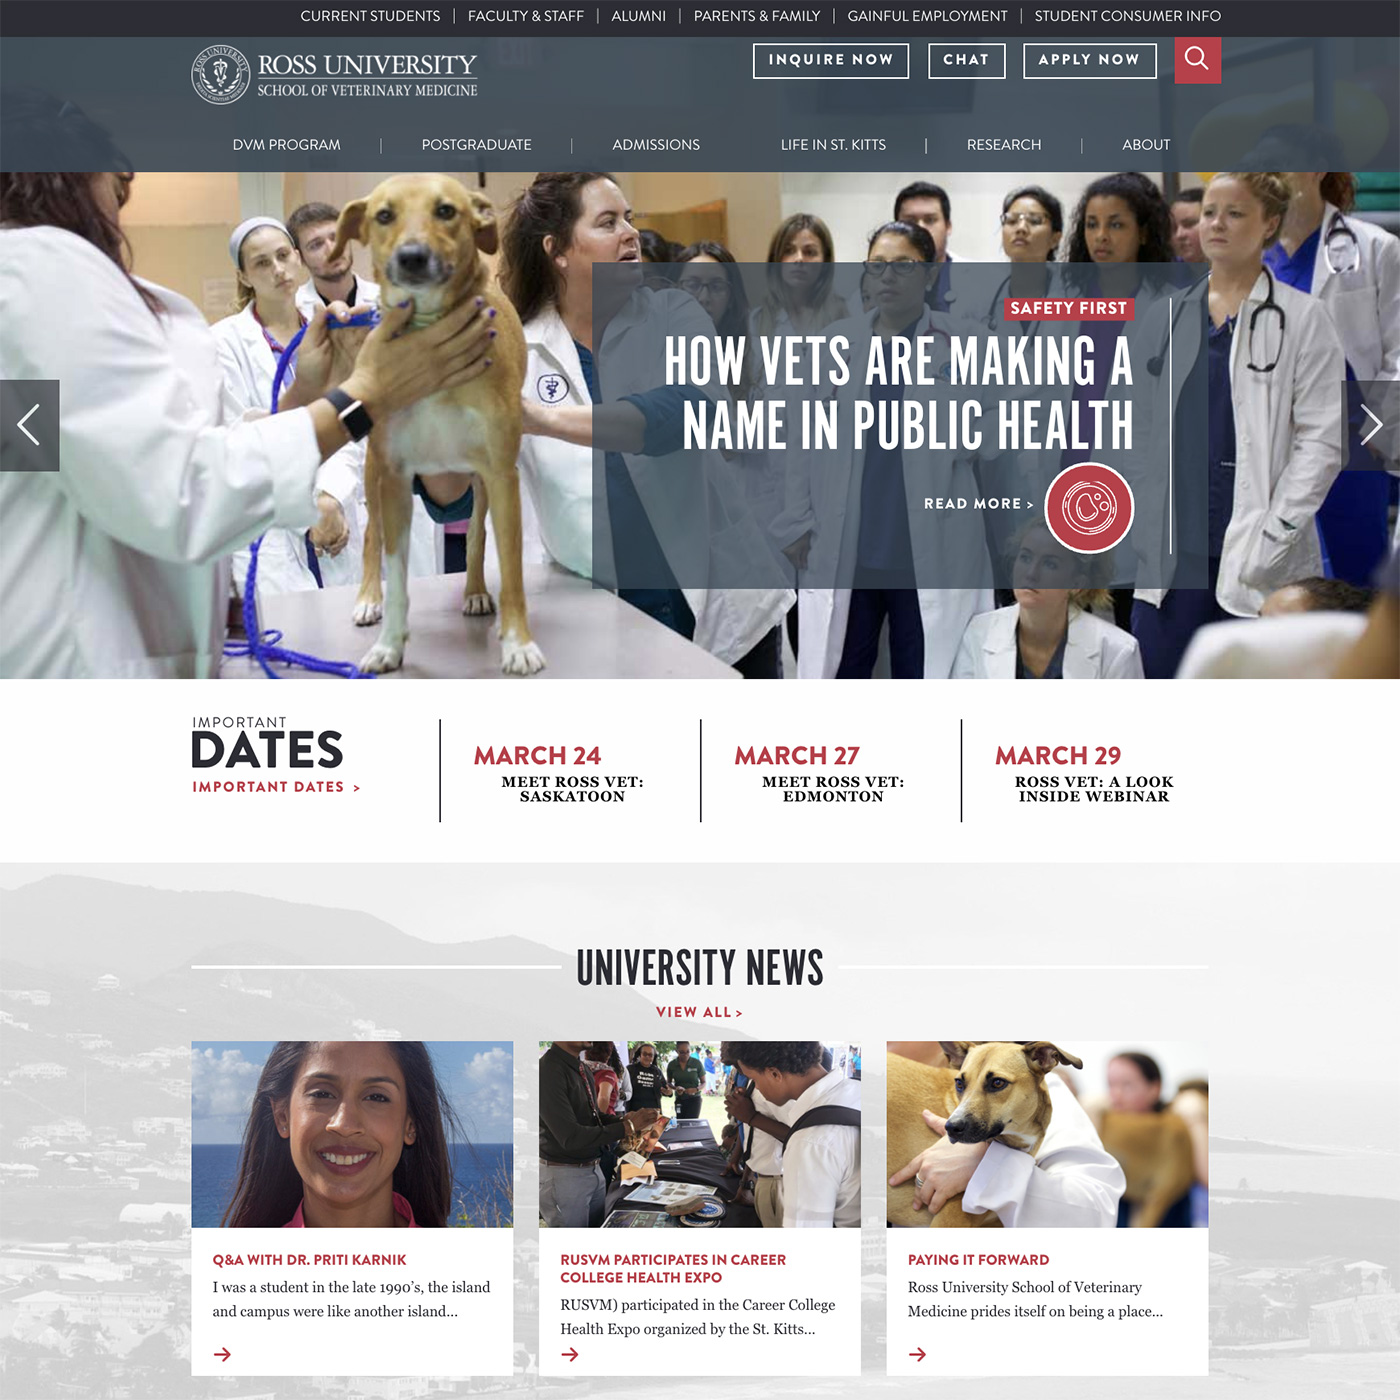 CURRENT STUDENTS | FACULTY & STAFF | ALUMNI | PARENTS & FAMILY | GAINFUL EMPLOYMENT | STUDENT CONSUMER INFO
ROSS UNIVERSITY
SCHOOL OF VETERINARY MEDICINE
INQUIRE NOW
CHAT
APPLY NOW
DVM PROGRAM | POSTGRADUATE | ADMISSIONS LIFE IN ST. KITTS | RESEARCH | ABOUT
SAFETY FIRST
HOW VETS ARE MAKING A
NAME IN PUBLIC HEALTH
READ MORE >
IMPORTANT
DATES
IMPORTANT DATES >
MARCH 24
MEET ROSS VET:
SASKATOON
MARCH 27
MEET ROSS VET:
EDMONTON
MARCH 29
ROSS VET: A LOOK
INSIDE WEBINAR
UNIVERSITY NEWS
VIEW ALL >
Q&A WITH DR. PRITI KARNIK
I was a student in the late 1990's, the island
and campus were like another island...
RUSVM PARTICIPATES IN CAREER
COLLEGE HEALTH EXPO
RUSVM) participated in the Career College
Health Expo organized by the St. Kitts...
PAYING IT FORWARD
Ross University School of Veterinary
Medicine prides itself on being a place...